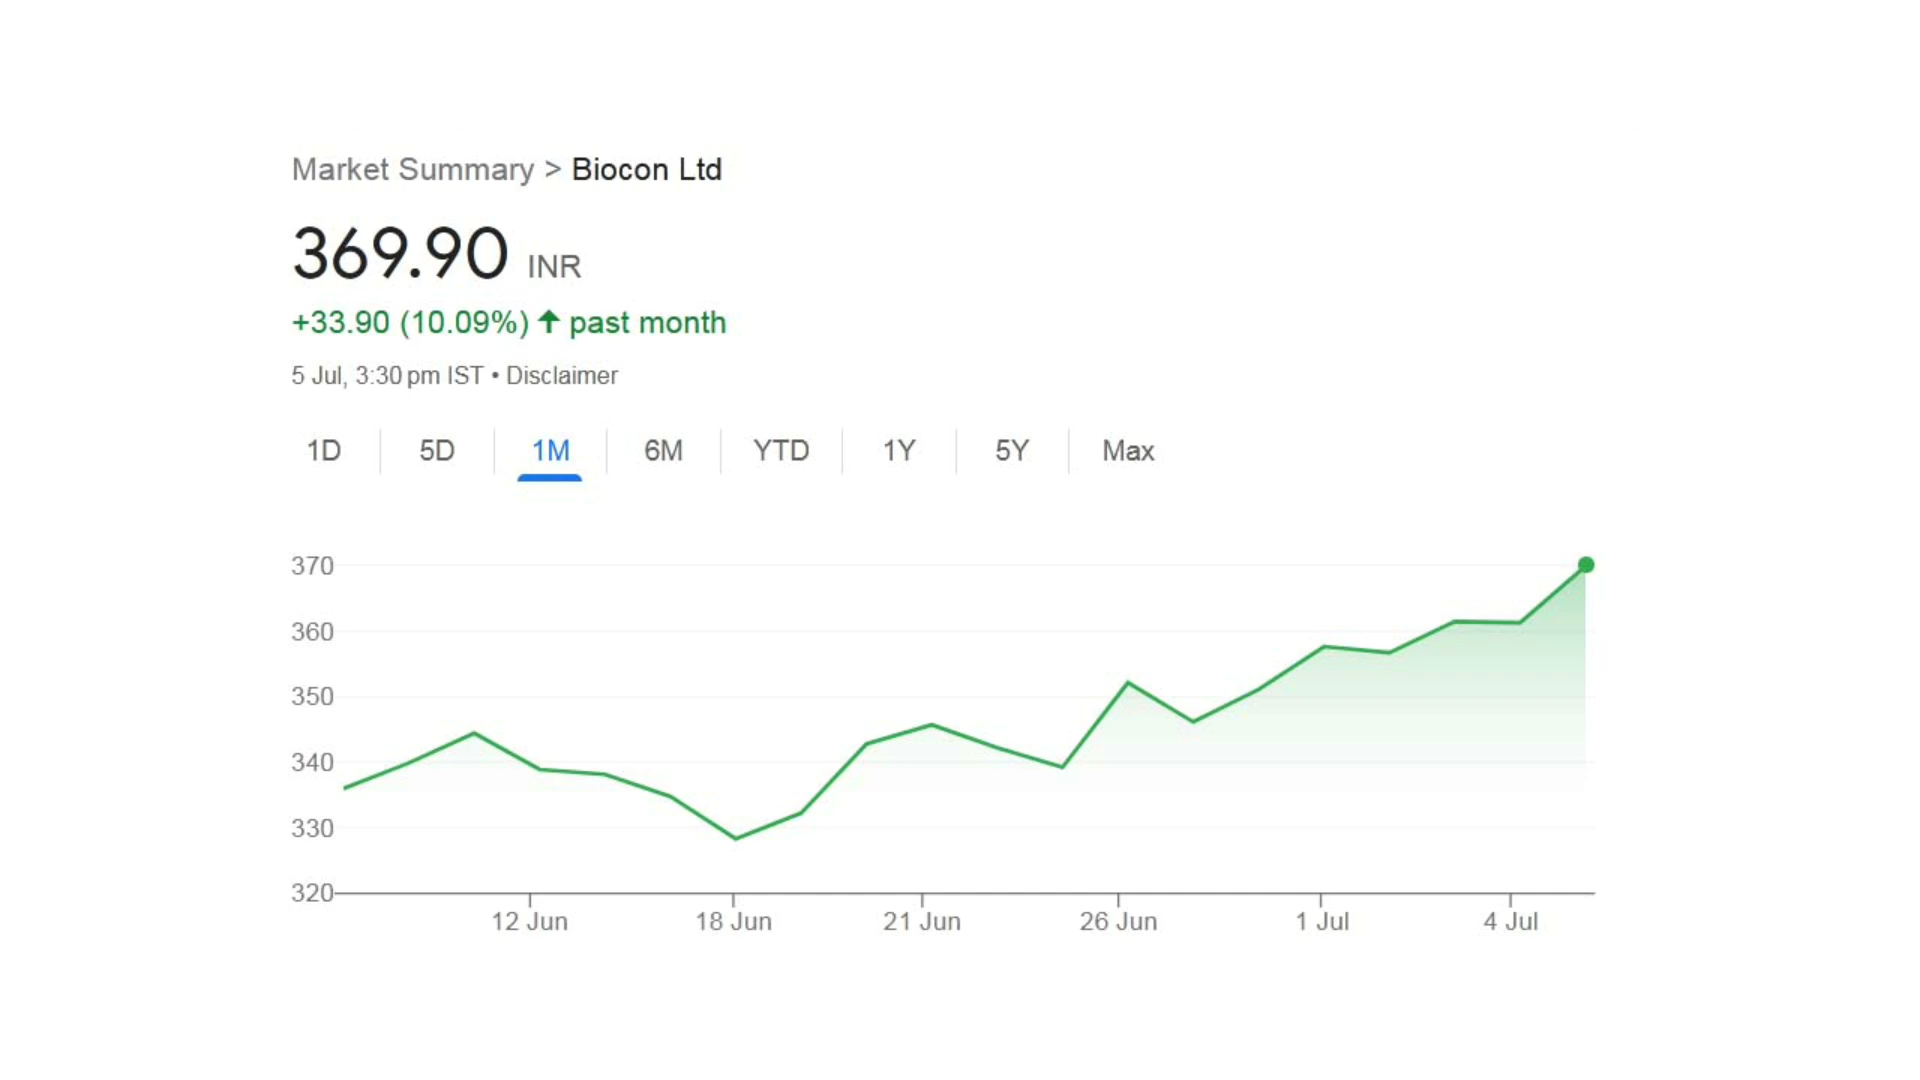 Market Summary > Biocon Ltd
369.90 INR
+33.90 (10.09%) ↑ past month
5 Jul, 3:30 pm IST • Disclaimer
1D 5D 1M 6M YTD 1Y 5Y Max
370
360
350
340
330
320
12 Jun 18 Jun 21 Jun 26 Jun 1 Jul 4 Jul